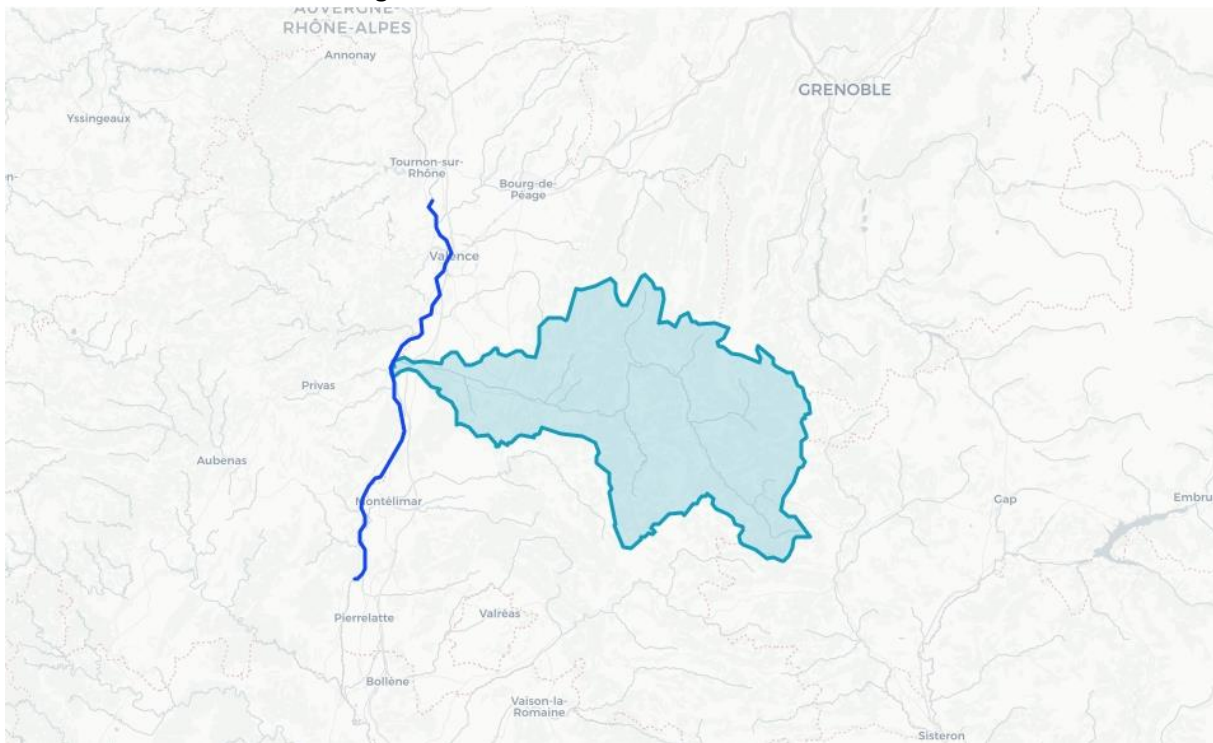 AUVERGNE-
RHÔNE-ALPES
Annonay
GRENOBLE
Yssingeaux
Tournon-sur-
Rhône
Bourg-de-
Péage
Valence
Privas
Aubenas
Montélimar
Gap
Embru
Pierrelatte
Valréas
Bollène
Vaison-la-
Romaine
Sisteron